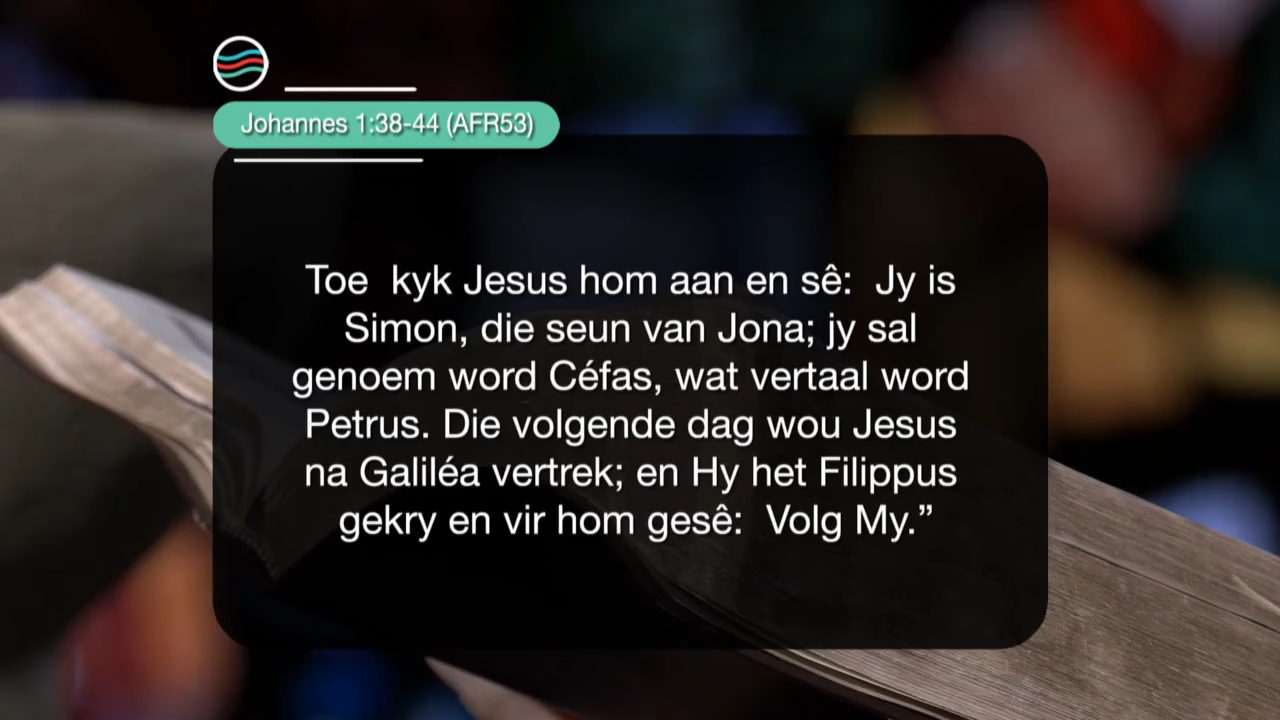 Johannes 1:38-44 (AFR53)
Toe kyk Jesus hom aan en sê: Jy is
Simon, die seun van Jona; jy sal
genoem word Céfas, wat vertaal word
Petrus. Die volgende dag wou Jesus
na Galiléa vertrek; en Hy het Filippus
gekry en vir hom gesê: Volg My.”